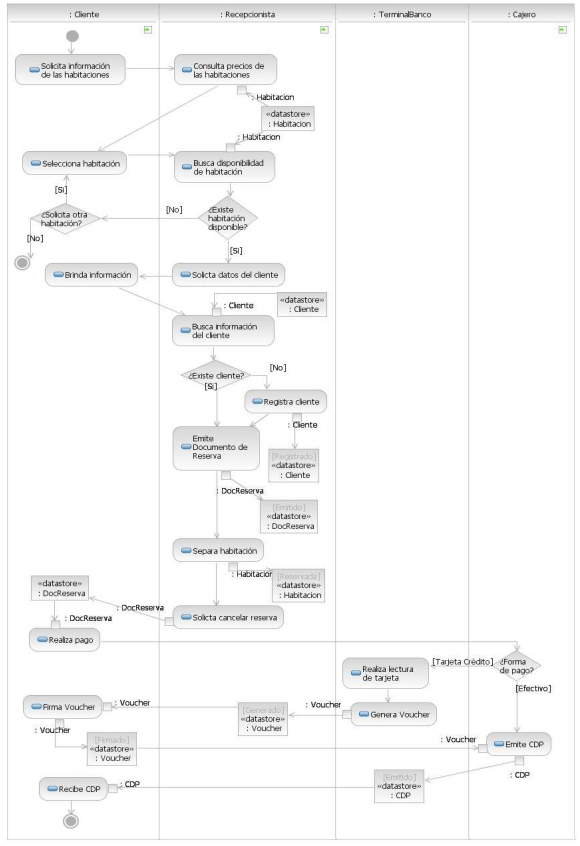 : Cliente
: Recepcionista
: TerminalBanco
: Cajero
Solicita información
de las habitaciones
Consulta precios de
las habitaciones
: Habitacion
«datastore»
: Habitacion
: Habitacion
Selecciona habitación
Busca disponibilidad
de habitación
[Si]
[No]
¿Solicita otra
habitación?
¿Existe
habitación
disponible?
[No]
[Si]
Brinda información
Solicta datos del cliente
: Cliente
«datastore»
: Cliente
Busca información
del cliente
[No]
¿Existe cliente?
[Si]
Registra cliente
: Cliente
Emite
Documento de
Reserva
[Registrado]
«datastore»
: Cliente
: DocReserva
[Emitido]
«datastore»
: DocReserva
Separa habitación
: Habitacion
[Reservada]
«datastore»
: Habitacion
«datastore»
: DocReserva
: DocReserva
: DocReserva
Solicta cancelar reserva
Realiza pago
[Tarjeta Crédito]
¿Forma
de pago?
Realiza lectura
de tarjeta
[Efectivo]
Firma Voucher
: Voucher
[Generado]
«datastore»
: Voucher
: Voucher
Genera Voucher
: Voucher
[Firmado]
«datastore»
: Voucher
: Voucher
Emite CDP
: CDP
[Emitido]
«datastore»
: CDP
: CDP
Recibe CDP